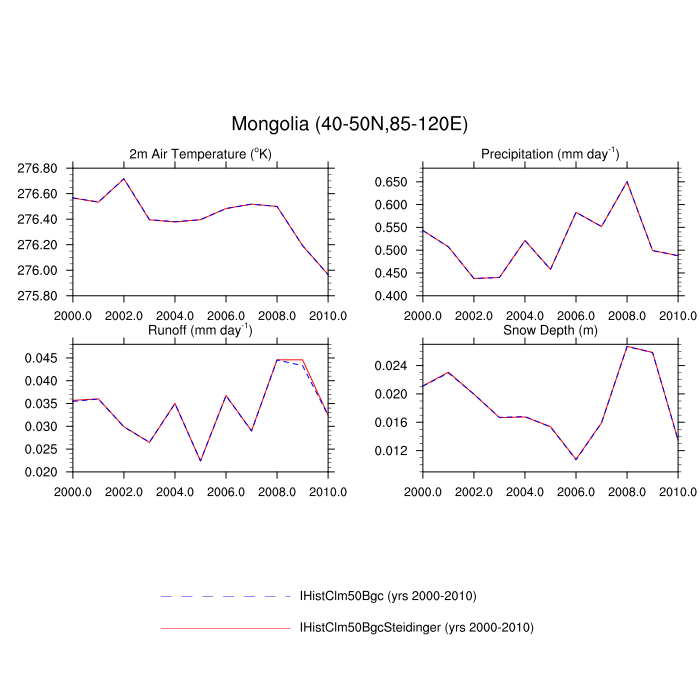 Mongolia (40-50N,85-120E)
2m Air Temperature (°K)
276.80
276.60
276.40
276.20
276.00
275.80
2000.0 2002.0 2004.0 2006.0 2008.0 2010.0
Precipitation (mm day⁻¹)
0.650
0.600
0.550
0.500
0.450
0.400
2000.0 2002.0 2004.0 2006.0 2008.0 2010.0
Runoff (mm day⁻¹)
0.045
0.040
0.035
0.030
0.025
0.020
2000.0 2002.0 2004.0 2006.0 2008.0 2010.0
Snow Depth (m)
0.024
0.020
0.016
0.012
2000.0 2002.0 2004.0 2006.0 2008.0 2010.0
IHistClm50Bgc (yrs 2000-2010)
IHistClm50BgcSteidinger (yrs 2000-2010)